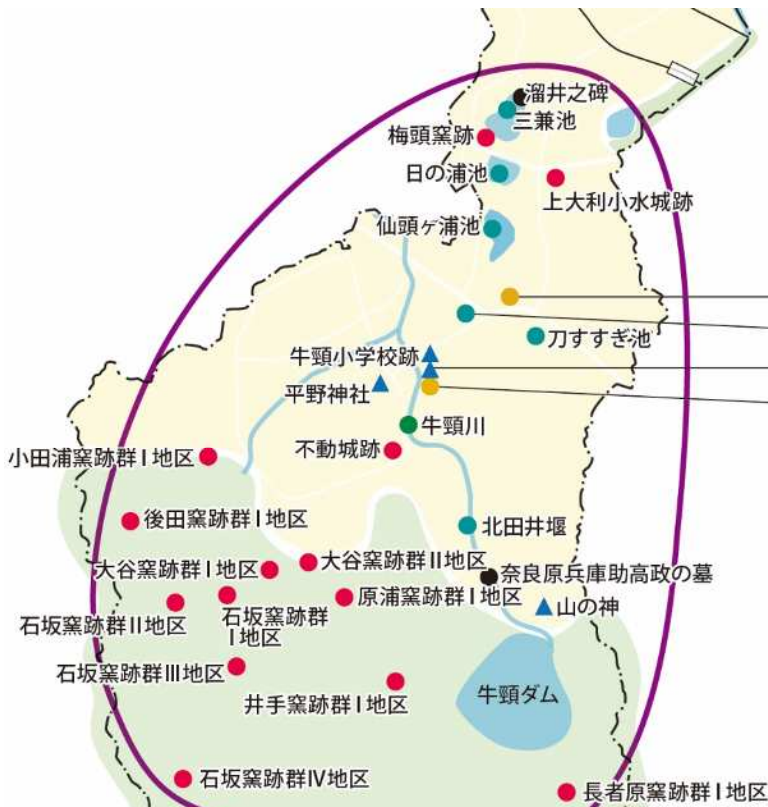 溜井之碑
三兼池
梅頭窯跡
日の浦池
上大利小水城跡
仙頭ヶ浦池
刀すすぎ池
牛頸小学校跡
平野神社
牛頸川
不動城跡
小田浦窯跡群Ⅰ地区
後田窯跡群Ⅰ地区
北田井堰
大谷窯跡群Ⅱ地区
大谷窯跡群Ⅰ地区
奈良原兵庫助高政の墓
原浦窯跡群Ⅰ地区
山の神
石坂窯跡群Ⅱ地区
石坂窯跡群
Ⅰ地区
石坂窯跡群Ⅲ地区
井手窯跡群Ⅰ地区
牛頸ダム
石坂窯跡群Ⅳ地区
長者原窯跡群Ⅰ地区